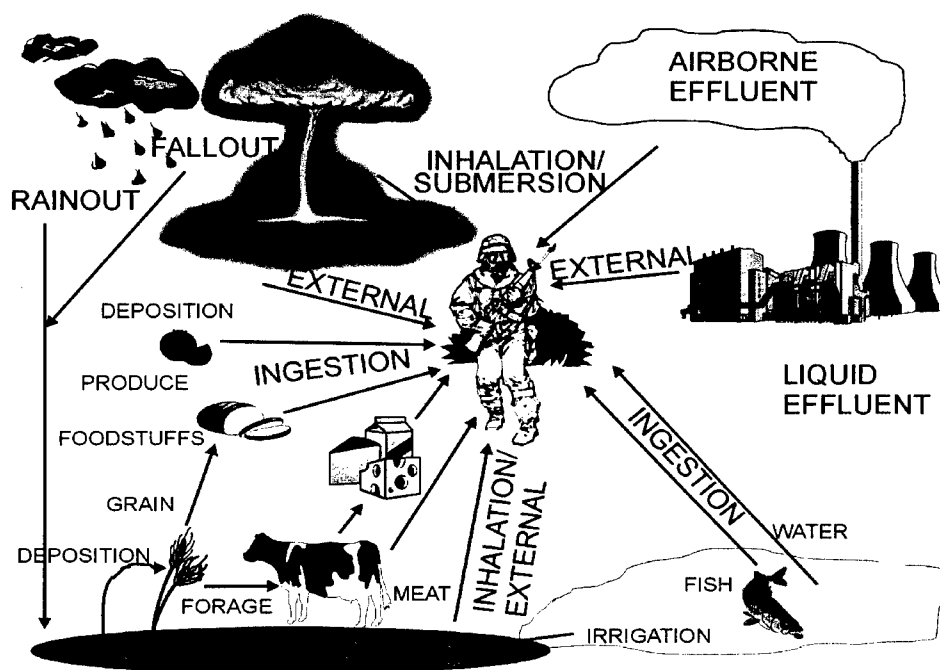 AIRBORNE
EFFLUENT
FALLOUT
INHALATION/
SUBMERSION
RAINOUT
EXTERNAL
EXTERNAL
DEPOSITION
INGESTION
PRODUCE
LIQUID
EFFLUENT
FOODSTUFFS
INGESTION
GRAIN
INHALATION/
EXTERNAL
WATER
DEPOSITION
FISH
FORAGE
MEAT
IRRIGATION